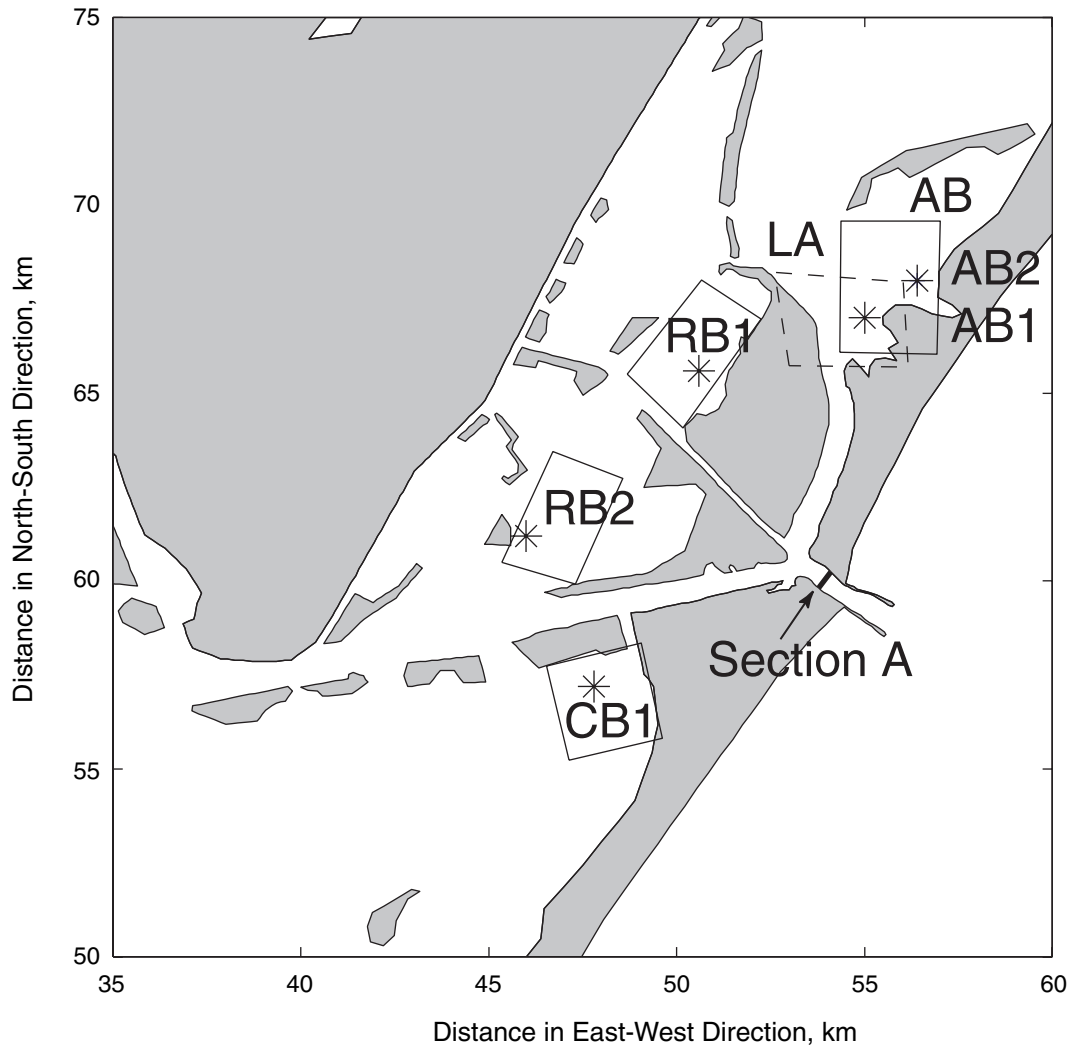 75
70
65
60
55
50
35
40
45
50
55
60
Distance in North-South Direction, km
Distance in East-West Direction, km
AB
LA
AB2
AB1
RB1
RB2
Section A
CB1